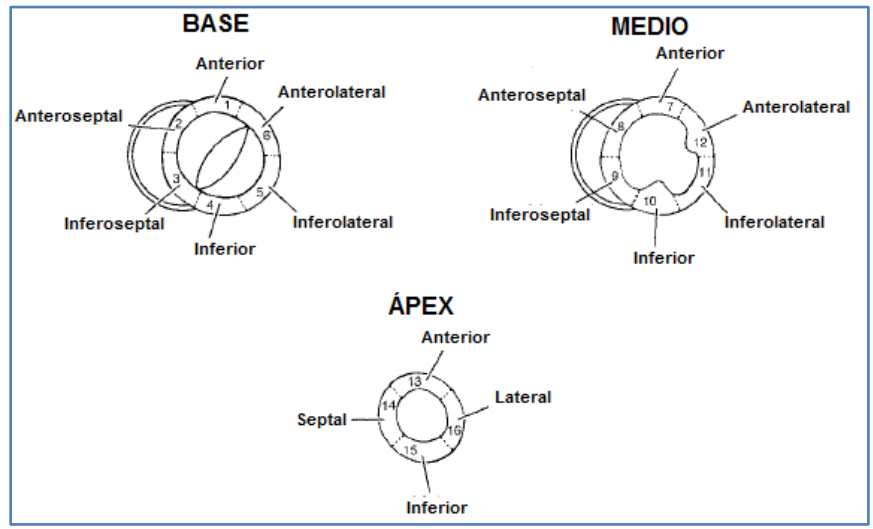 BASE
Anterior
Anteroseptal
Anterolateral
1
2
6
3
5
4
Inferoseptal
Inferolateral
Inferior
MEDIO
Anterior
Anteroseptal
Anterolateral
7
8
12
9
11
10
Inferoseptal
Inferolateral
Inferior
ÁPEX
Anterior
13
14
Lateral
Septal
16
15
Inferior